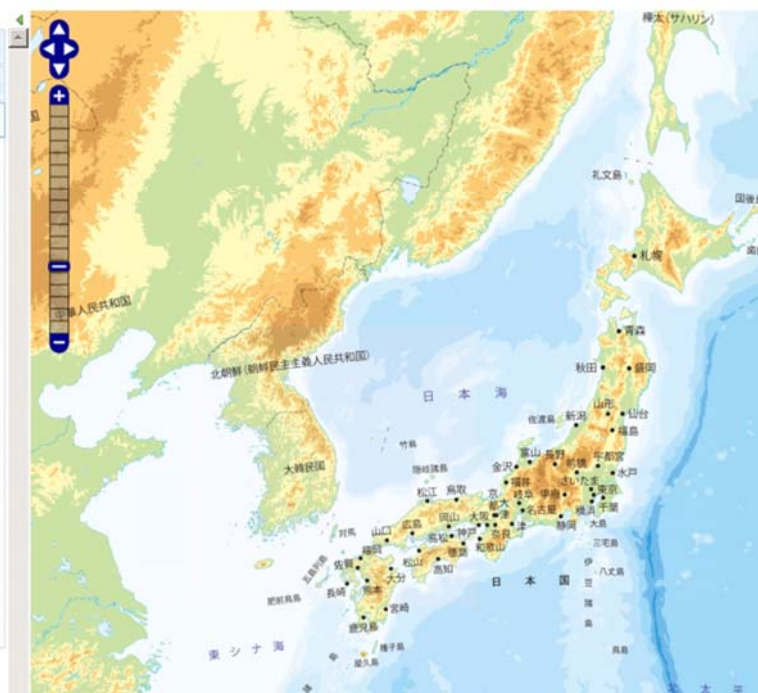 樺太(サハリン)
礼文島
国後島
札幌
中華人民共和国
青森
北朝鮮(朝鮮民主主義人民共和国)
秋田
盛岡
日本海
山形
仙台
佐渡島
新潟
福島
竹島
大韓民国
隠岐諸島
金沢
富山
長野
前橋
宇都宮
水戸
福井
岐阜
甲府
さいたま
東京
千葉
横浜
松江
鳥取
京都
津
名古屋
静岡
大島
対馬
山口
広島
岡山
神戸
大阪
奈良
和歌山
三宅島
福岡
高松
徳島
松山
高知
佐賀
大分
五島列島
長崎
熊本
日本国
伊豆諸島
八丈島
肥前鳥島
宮崎
鹿児島
東シナ海
種子島
屋久島
鳥島